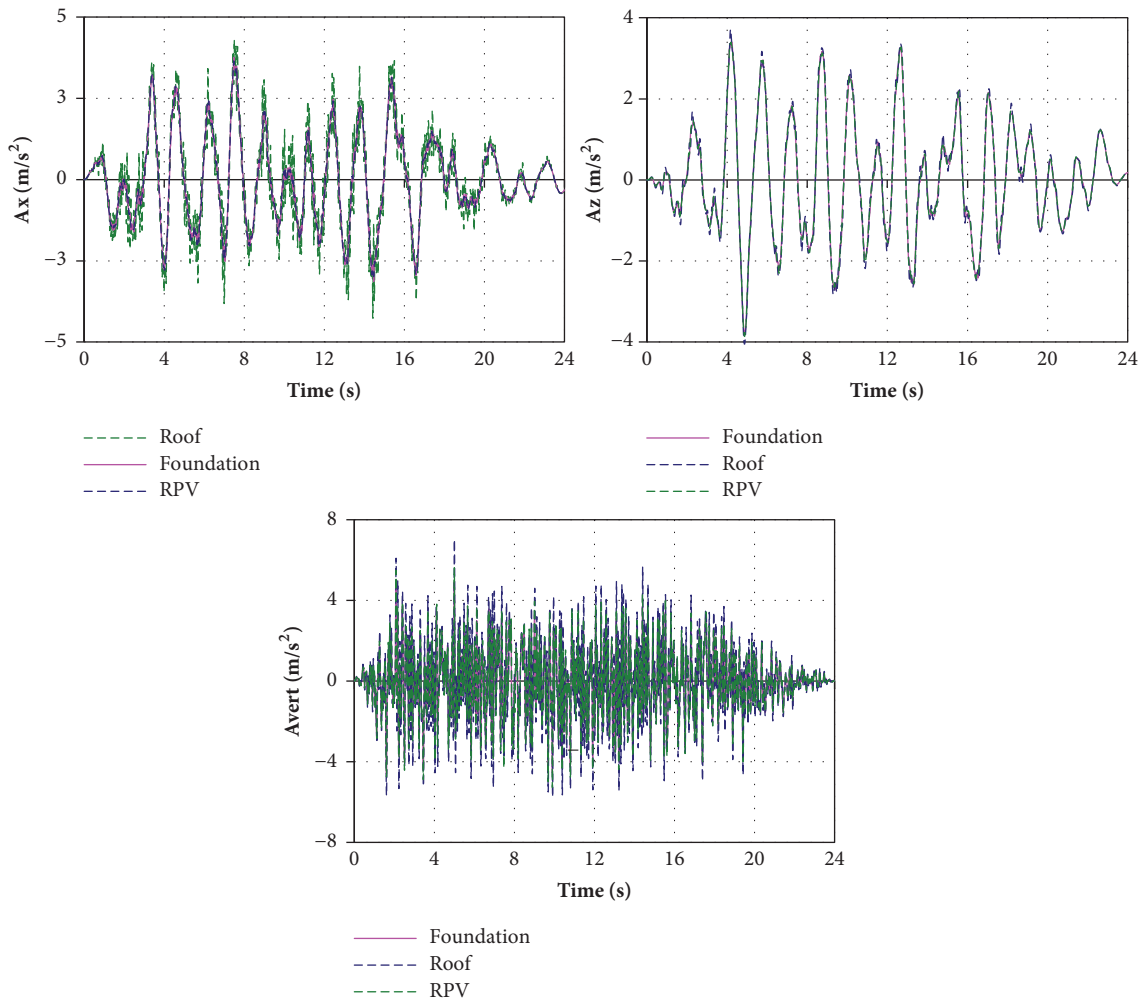 5
3
0
−3
−5
Ax (m/s²)
0 4 8 12 16 20 24
Time (s)
Roof
Foundation
RPV
4
2
0
−2
−4
Az (m/s²)
0 4 8 12 16 20 24
Time (s)
Foundation
Roof
RPV
8
4
0
−4
−8
Avert (m/s²)
0 4 8 12 16 20 24
Time (s)
Foundation
Roof
RPV